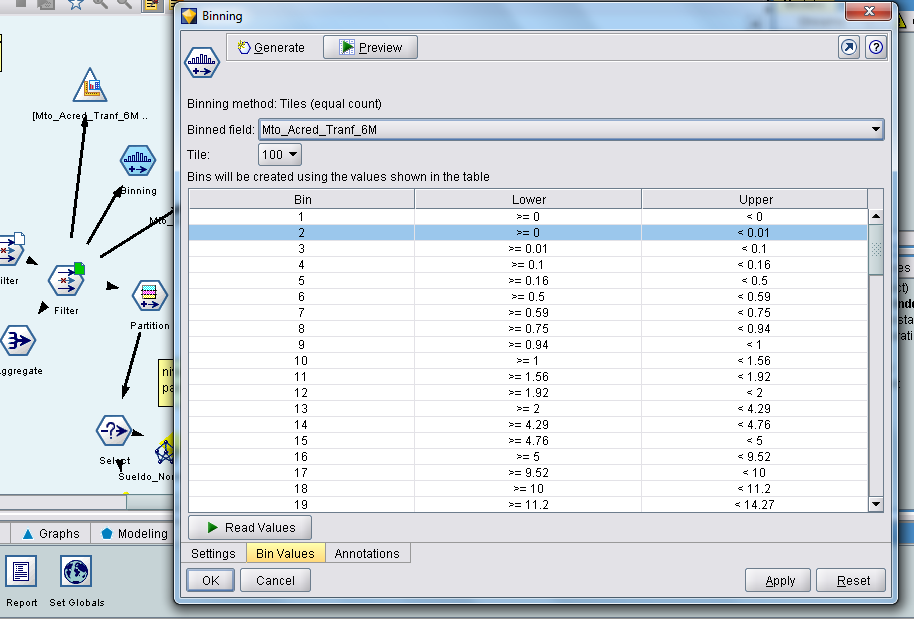 Binning
Generate
Preview
[Mto_Acred_Tranf_6M ..
Binning
Mto_
Filter
Partition
Select
Sueldo_No
Binning method: Tiles (equal count)
Binned field: Mto_Acred_Tranf_6M
Tile: 100
Bins will be created using the values shown in the table
Bin Lower Upper
1 >= 0 < 0
2 >= 0 < 0.01
3 >= 0.01 < 0.1
4 >= 0.1 < 0.16
5 >= 0.16 < 0.5
6 >= 0.5 < 0.59
7 >= 0.59 < 0.75
8 >= 0.75 < 0.94
9 >= 0.94 < 1
10 >= 1 < 1.56
11 >= 1.56 < 1.92
12 >= 1.92 < 2
13 >= 2 < 4.29
14 >= 4.29 < 4.76
15 >= 4.76 < 5
16 >= 5 < 9.52
17 >= 9.52 < 10
18 >= 10 < 11.2
19 >= 11.2 < 14.27
Read Values
Settings Bin Values Annotations
OK Cancel Apply Reset
Graphs Modeling
Report Set Globals